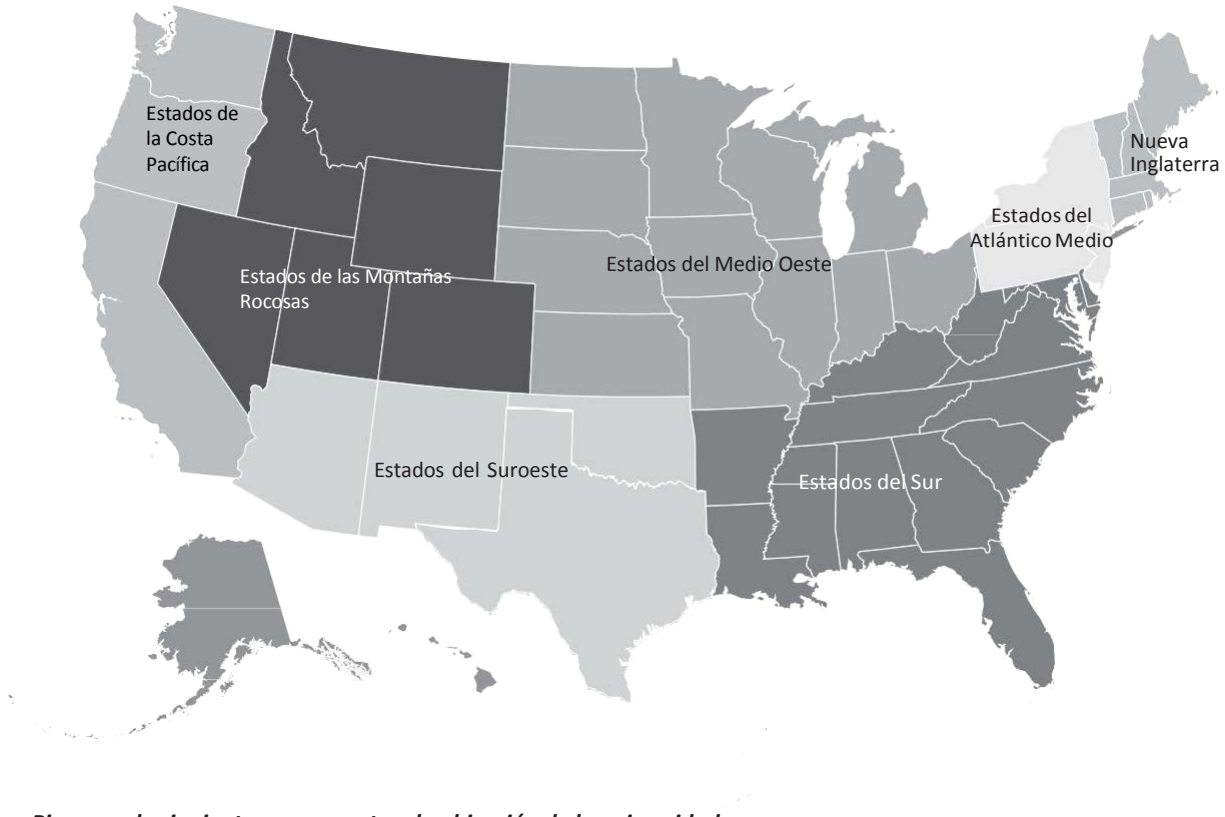 Estados de
la Costa
Pacífica
Nueva
Inglaterra
Estados del
Atlántico Medio
Estados del Medio Oeste
Estados de las Montañas
Rocosas
Estados del Suroeste
Estados del Sur